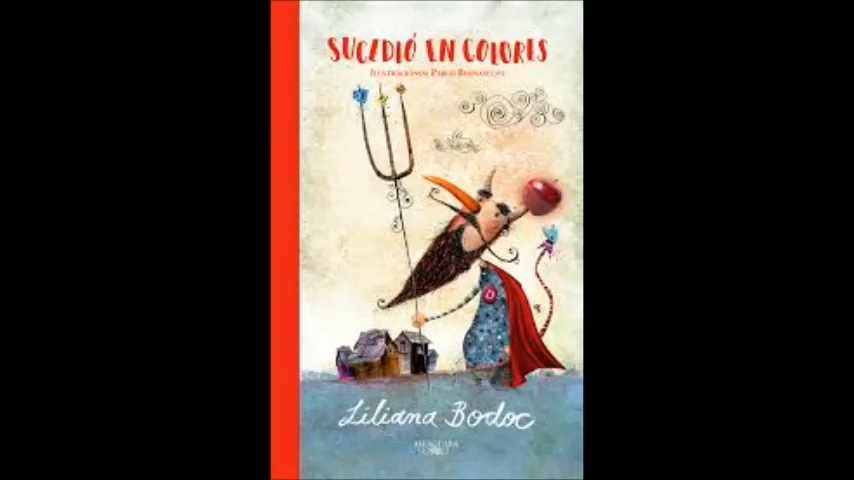 SUCEDIÓ EN COLORES
ILUSTRACIONES: PABLO BERNASCONI
Liliana Bodoc
ALFAGUARA